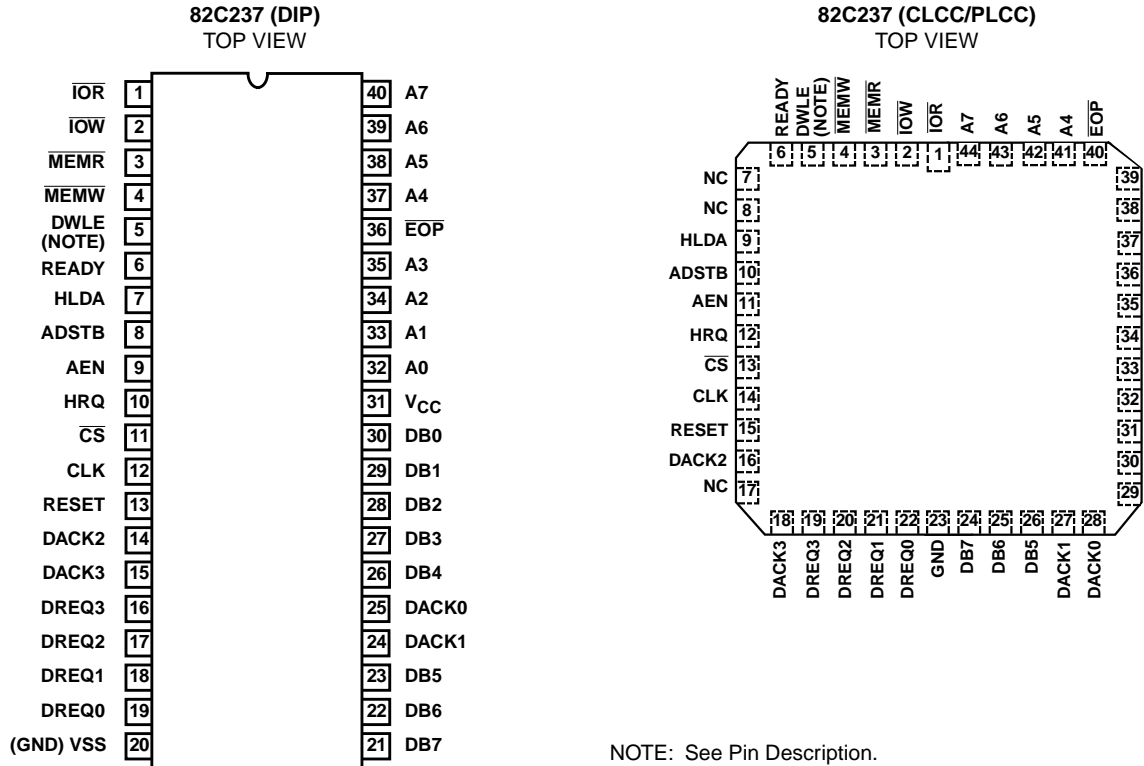 82C237 (DIP)
TOP VIEW
IOR 1
IOW 2
MEMR 3
MEMW 4
DWLE
(NOTE) 5
READY 6
HLDA 7
ADSTB 8
AEN 9
HRQ 10
CS 11
CLK 12
RESET 13
DACK2 14
DACK3 15
DREQ3 16
DREQ2 17
DREQ1 18
DREQ0 19
(GND) VSS 20
40 A7
39 A6
38 A5
37 A4
36 EOP
35 A3
34 A2
33 A1
32 A0
31 VCC
30 DB0
29 DB1
28 DB2
27 DB3
26 DB4
25 DACK0
24 DACK1
23 DB5
22 DB6
21 DB7
82C237 (CLCC/PLCC)
TOP VIEW
READY
DWLE
(NOTE)
MEMW
MEMR
IOW
IOR
A7
A6
A5
A4
EOP
6 5 4 3 2 1 44 43 42 41 40
NC 7
NC 8
HLDA 9
ADSTB 10
AEN 11
HRQ 12
CS 13
CLK 14
RESET 15
DACK2 16
NC 17
39
38
37
36
35
34
33
32
31
30
29
18 19 20 21 22 23 24 25 26 27 28
DACK3
DREQ3
DREQ2
DREQ1
DREQ0
GND
DB7
DB6
DB5
DACK1
DACK0
NOTE: See Pin Description.